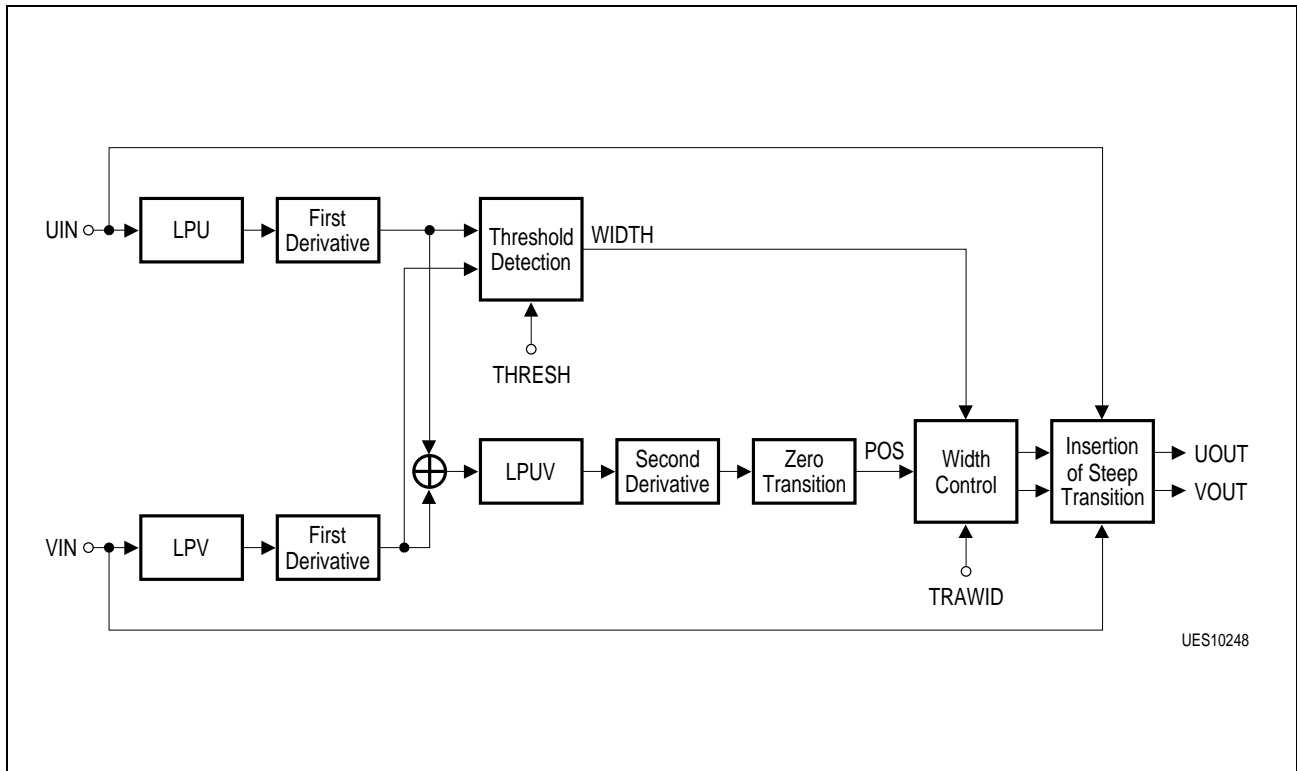 UIN
LPU
First
Derivative
Threshold
Detection
WIDTH
THRESH
LPUV
Second
Derivative
Zero
Transition
POS
Width
Control
Insertion
of Steep
Transition
UOUT
VOUT
VIN
LPV
First
Derivative
TRAWID
UES10248